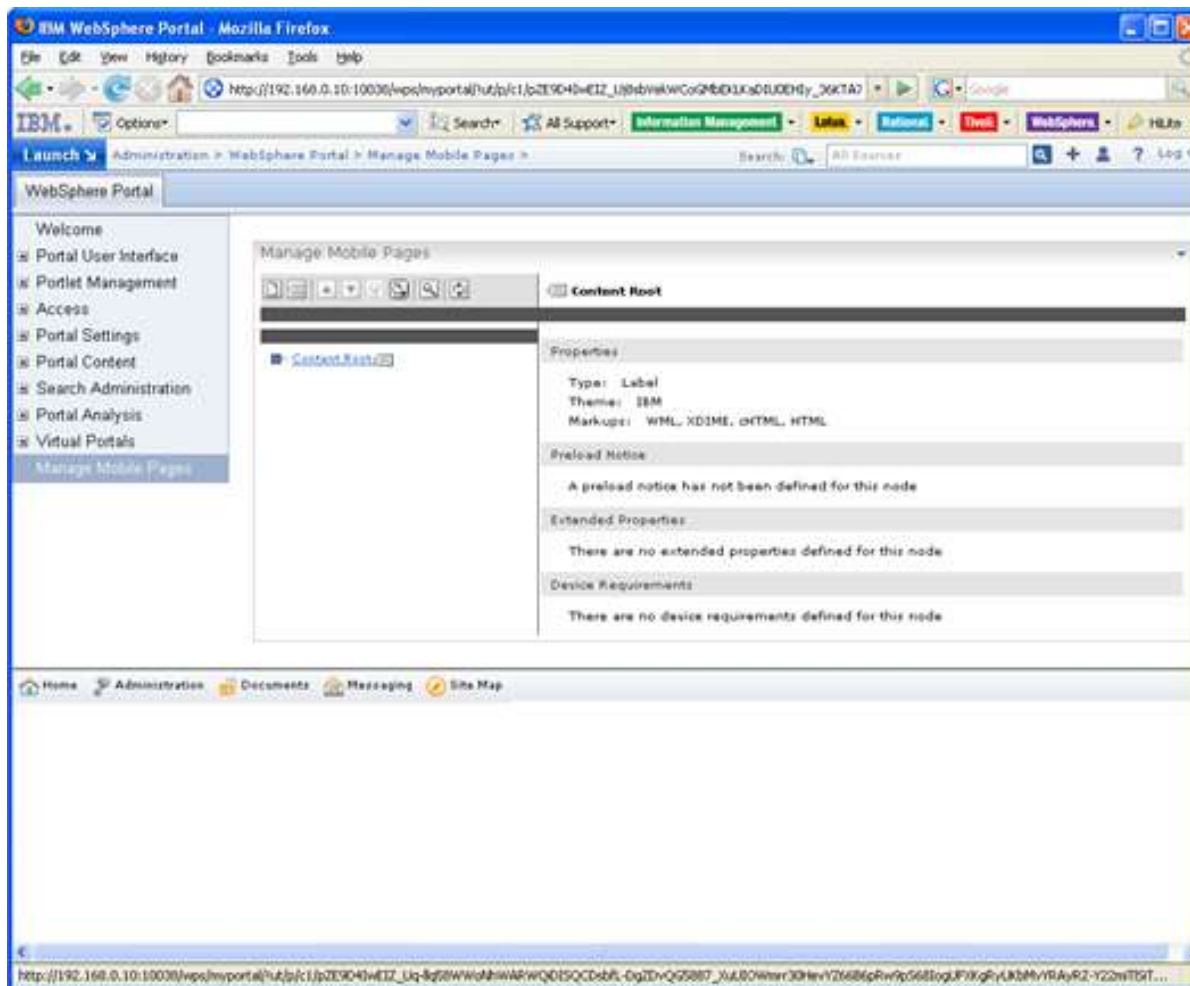 IBM WebSphere Portal - Mozilla Firefox
File Edit View History Bookmarks Tools Help
Google
IBM Options Search All Support Information Management Lotus Rational Tivoli WebSphere HiLite
Launch Administration > WebSphere Portal > Manage Mobile Pages > Search: All Sources ? Log
WebSphere Portal
Welcome
Portal User Interface
Portlet Management
Access
Portal Settings
Portal Content
Search Administration
Portal Analysis
Virtual Portals
Manage Mobile Pages
Manage Mobile Pages
Content Root
Content Root
Properties
Type: Label
Theme: IBM
Markups: WML, XDIME, cHTML, HTML
Preload Notice
A preload notice has not been defined for this node
Extended Properties
There are no extended properties defined for this node
Device Requirements
There are no device requirements defined for this node
Home Administration Documents Messaging Site Map